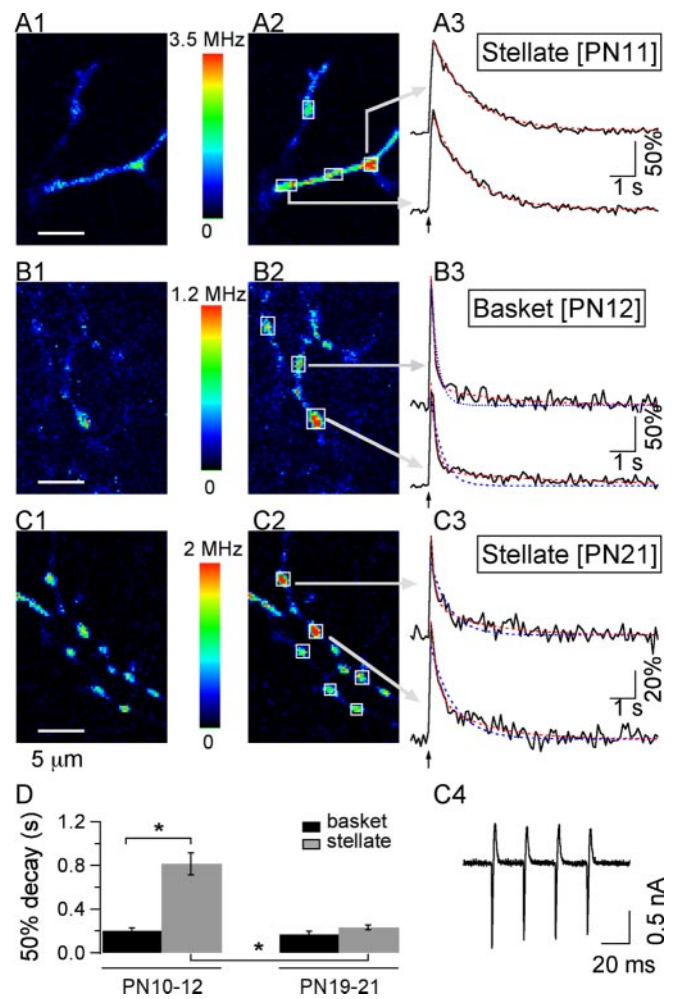 A1
3.5 MHz
0
A2
A3
Stellate [PN11]
50%
1 s
B1
1.2 MHz
0
B2
B3
Basket [PN12]
50%
1 s
C1
2 MHz
0
C2
C3
Stellate [PN21]
20%
1 s
5 μm
D
50% decay (s)
1.2
0.8
0.4
0.0
*
*
basket
stellate
PN10-12
PN19-21
C4
0.5 nA
20 ms